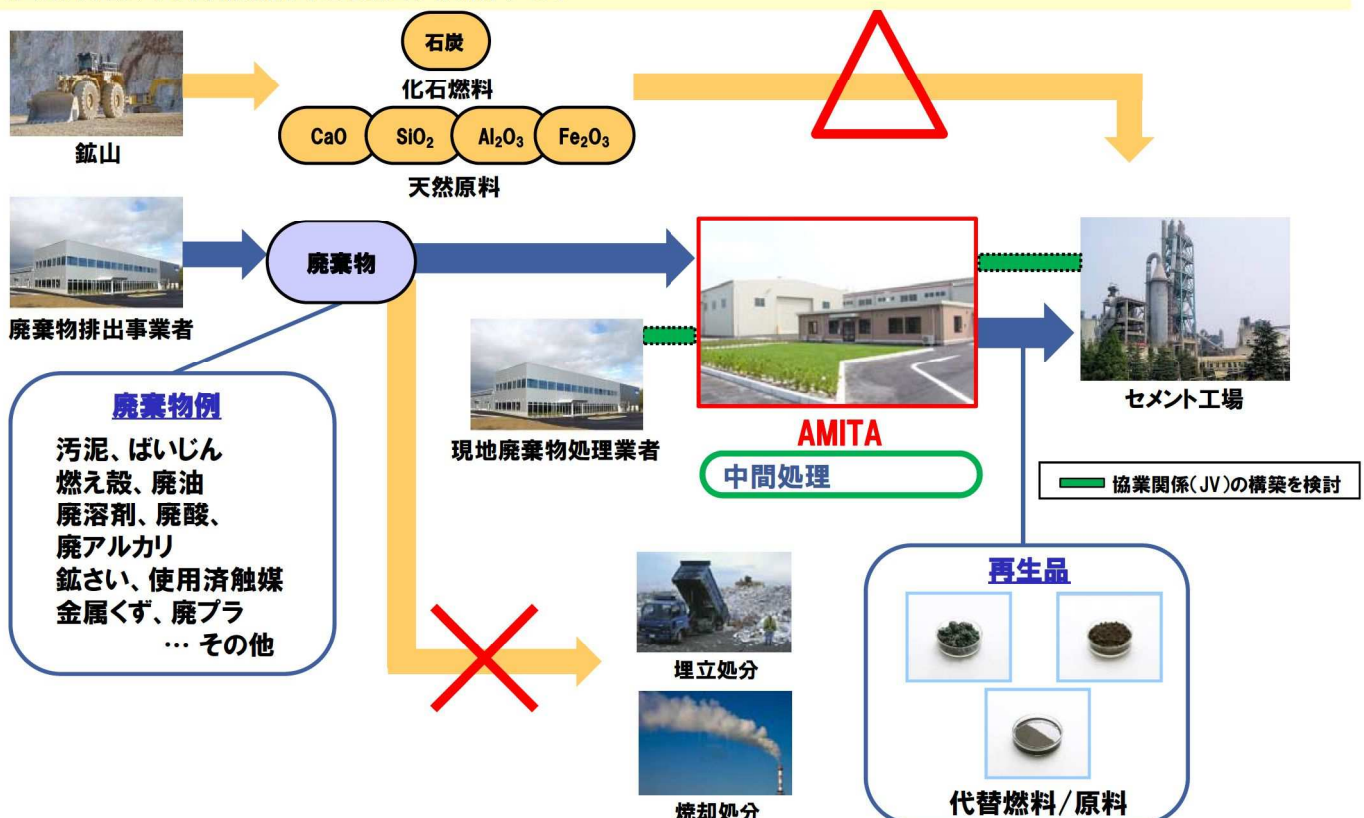 石炭
化石燃料
CaO
SiO₂
Al₂O₃
Fe₂O₃
天然原料
鉱山
廃棄物
廃棄物排出事業者
現地廃棄物処理業者
AMITA
中間処理
セメント工場
協業関係(JV)の構築を検討
廃棄物例
汚泥、ばいじん
燃え殻、廃油
廃溶剤、廃酸、
廃アルカリ
鉱さい、使用済触媒
金属くず、廃プラ
… その他
埋立処分
焼却処分
再生品
代替燃料/原料